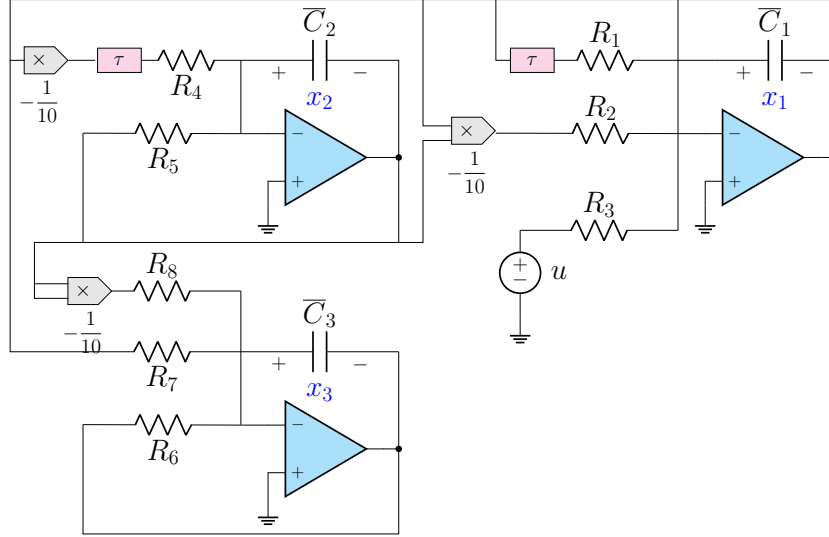 C̅₂
C̅₁
× τ
+ −
R₄
x₂
−1/10
τ
R₁
+ −
x₁
R₅
−
+
×
−1/10
R₂
−
+
R₃
+
−
u
×
−1/10
R₈
C̅₃
+ −
R₇
x₃
R₆
−
+